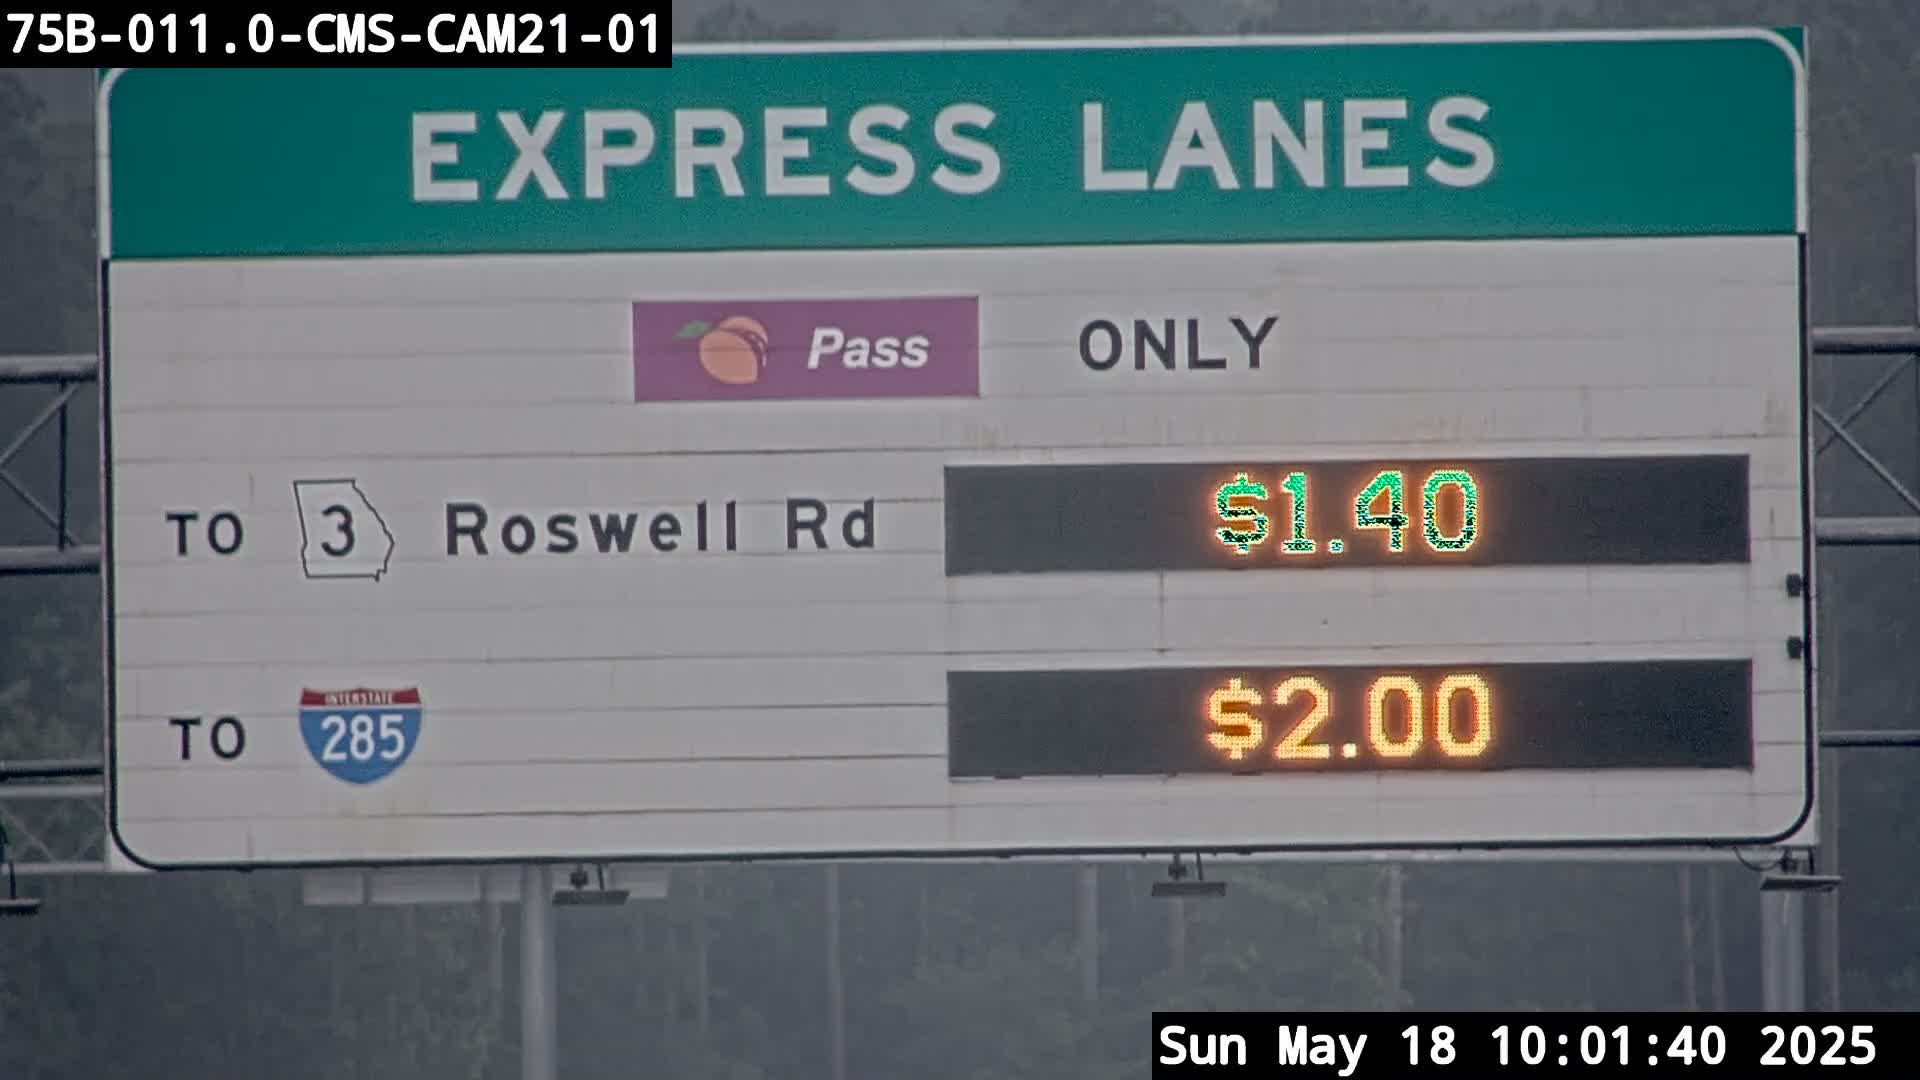 75B-011.0-CMS-CAM21-01
EXPRESS LANES
Pass ONLY
TO 3 Roswell Rd $1.40
INTERSTATE
TO 285 $2.00
Sun May 18 10:01:40 2025